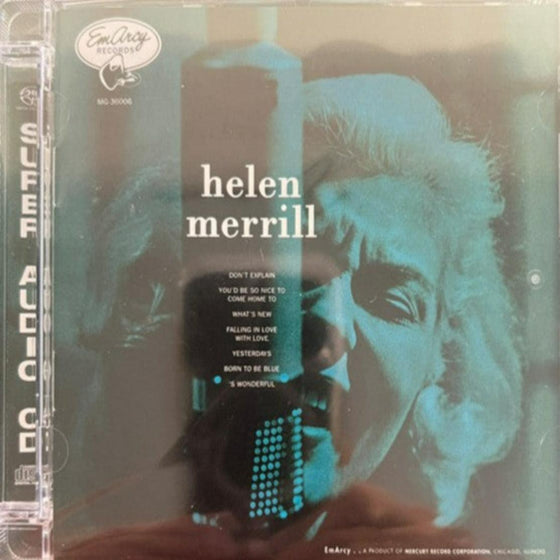 EmArcy
RECORDS
MG-36006
SUPER AUDIO CD
helen
merrill
DON'T EXPLAIN
YOU'D BE SO NICE TO
COME HOME TO
WHAT'S NEW
FALLING IN LOVE
WITH LOVE
YESTERDAYS
BORN TO BE BLUE
'S WONDERFUL
EmArcy . . A PRODUCT OF MERCURY RECORD CORPORATION, CHICAGO, ILLINOIS